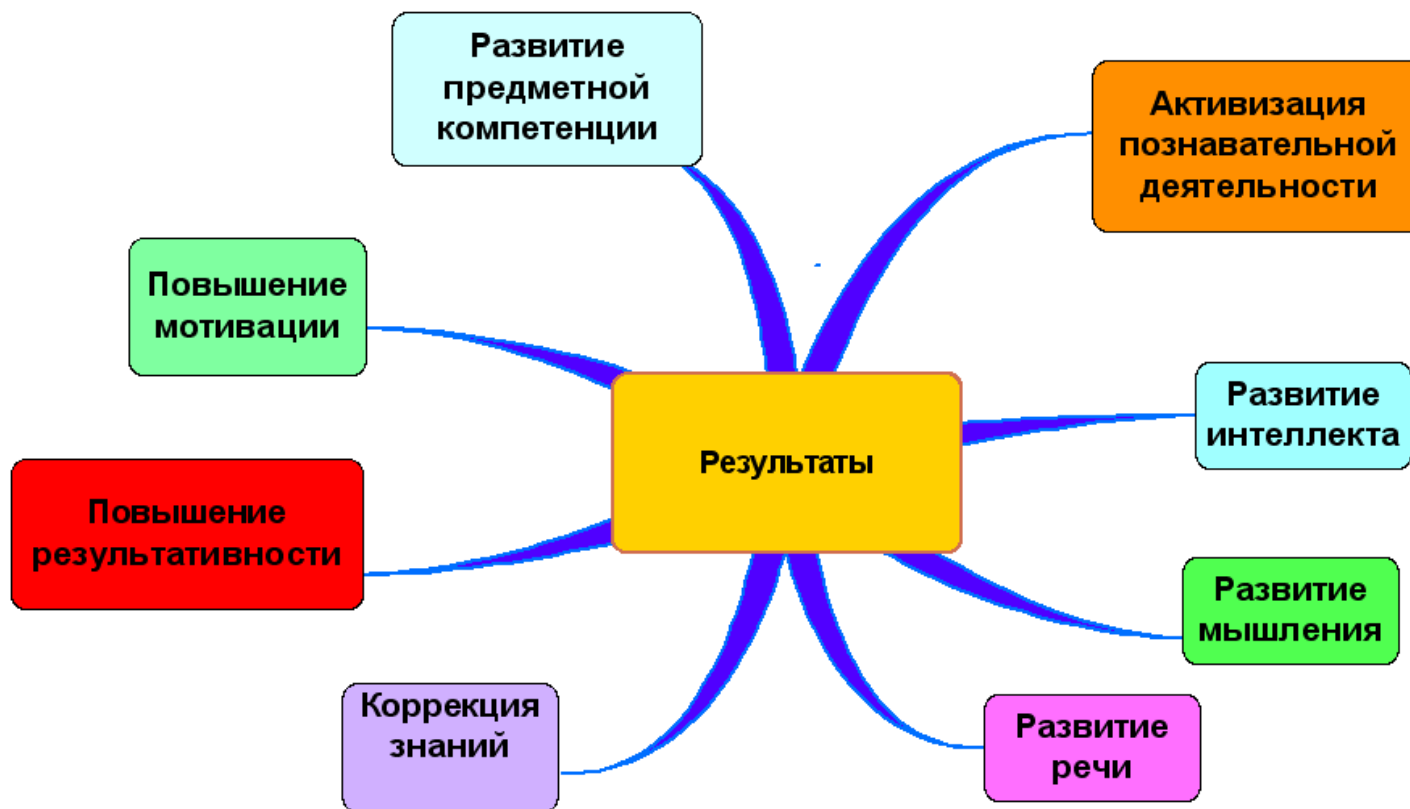 Развитие
предметной
компетенции
Активизация
познавательной
деятельности
Повышение
мотивации
Развитие
интеллекта
Результаты
Повышение
результативности
Развитие
мышления
Коррекция
знаний
Развитие
речи